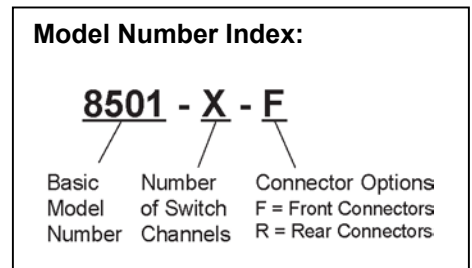 Model Number Index:
8501 - X - F
Basic Number Connector Options
Model of Switch F = Front Connectors
Number Channels R = Rear Connectors